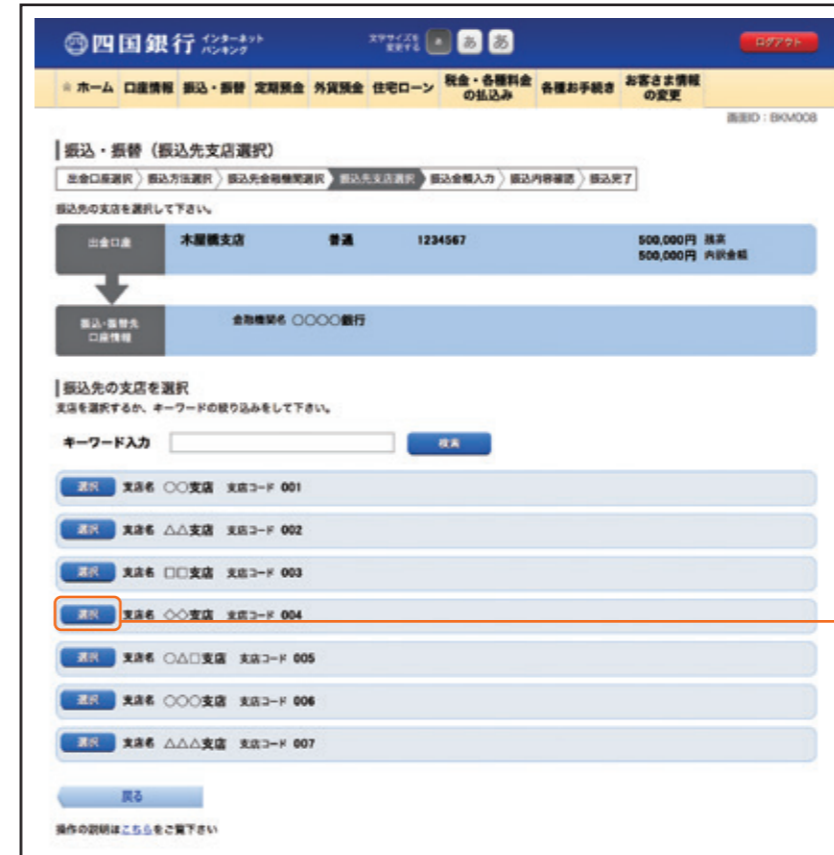 四国銀行 インターネットバンキング
文字サイズを変更する あ あ あ
ログアウト
ホーム 口座情報 振込・振替 定期預金 外貨預金 住宅ローン 税金・各種料金の払込み 各種お手続き お客さま情報の変更
画面ID：BKM008
振込・振替（振込先支店選択）
出金口座選択 振込方法選択 振込先金融機関選択 振込先支店選択 振込金額入力 振込内容確認 振込完了
振込先の支店を選択して下さい。
出金口座 木屋橋支店 普通 1234567 500,000円 残高
500,000円 内訳金額
振込・振替先
口座情報
金融機関名 〇〇〇〇銀行
振込先の支店を選択
支店を選択するか、キーワードの絞り込みをして下さい。
キーワード入力 検索
選択 支店名 〇〇支店 支店コード 001
選択 支店名 △△支店 支店コード 002
選択 支店名 □□支店 支店コード 003
選択 支店名 ◇◇支店 支店コード 004
選択 支店名 〇△□支店 支店コード 005
選択 支店名 〇〇〇支店 支店コード 006
選択 支店名 △△△支店 支店コード 007
戻る
操作の説明はこちらをご覧下さい